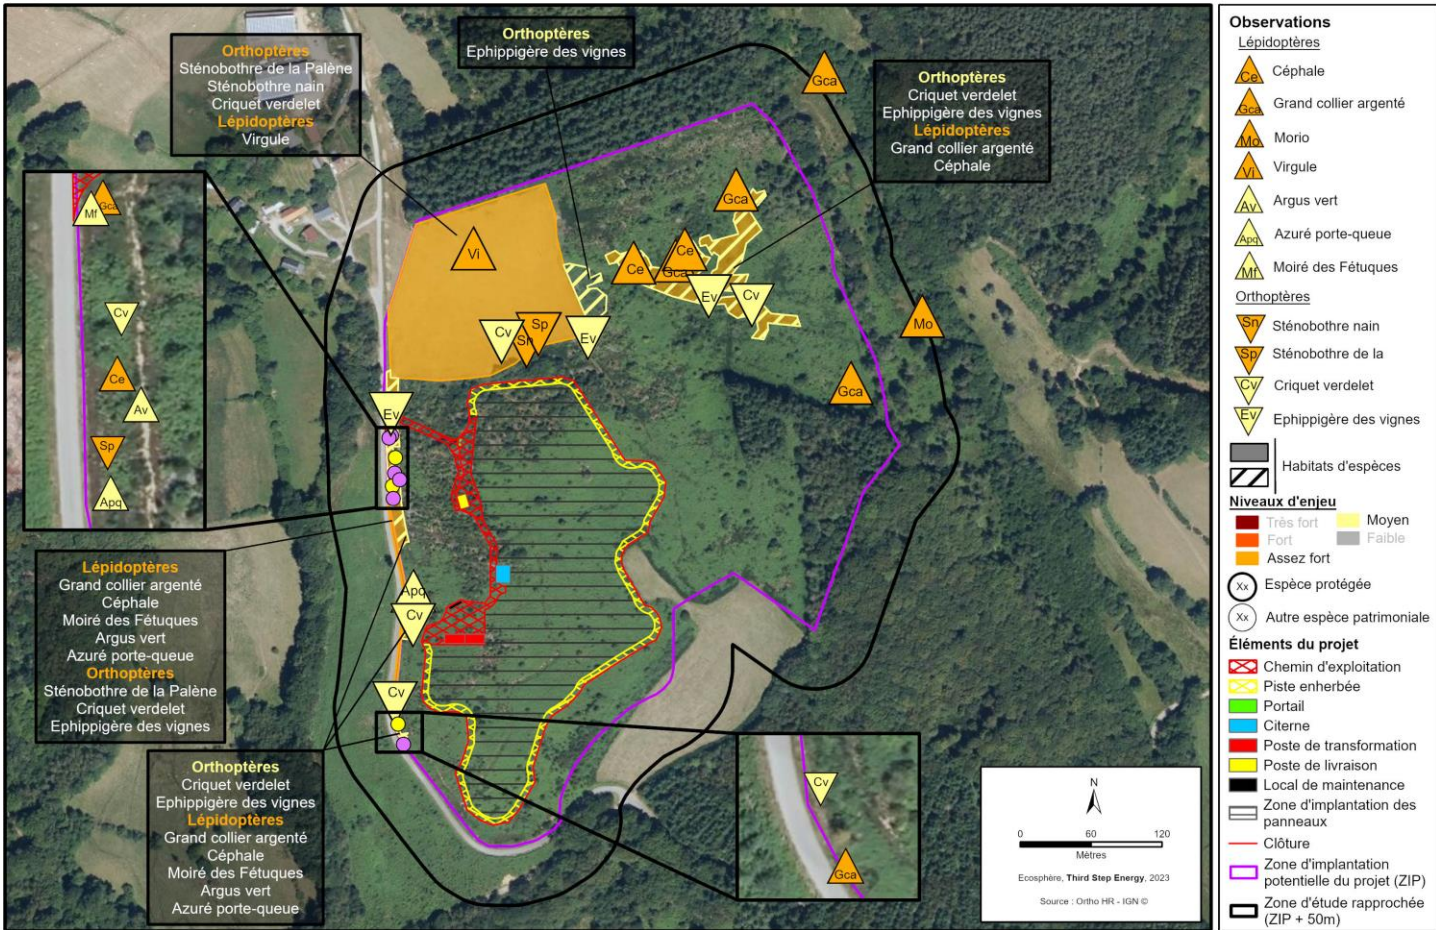 Orthoptères
Sténobothre de la Palène
Sténobothre nain
Criquet verdelet
Lépidoptères
Virgule
Orthoptères
Ephippigère des vignes
Orthoptères
Criquet verdelet
Ephippigère des vignes
Lépidoptères
Grand collier argenté
Céphale
Gca
Gca
Vi
Ce
Ce
Gca
Ev
Cv
Mo
Cv
Sp
Sn
Ev
Gca
Ev
Gca
Mf
Cv
Ce
Av
Sp
Apq
Lépidoptères
Grand collier argenté
Céphale
Moiré des Fétuques
Argus vert
Azuré porte-queue
Orthoptères
Sténobothre de la Palène
Criquet verdelet
Ephippigère des vignes
Apq
Cv
Cv
Orthoptères
Criquet verdelet
Ephippigère des vignes
Lépidoptères
Grand collier argenté
Céphale
Moiré des Fétuques
Argus vert
Azuré porte-queue
Cv
Gca
N
0 60 120
Mètres
Ecosphère, Third Step Energy, 2023
Source : Ortho HR - IGN ©
Observations
Lépidoptères
Ce Céphale
Gca Grand collier argenté
Mo Morio
Vi Virgule
Av Argus vert
Apq Azuré porte-queue
Mf Moiré des Fétuques
Orthoptères
Sn Sténobothre nain
Sp Sténobothre de la
Cv Criquet verdelet
Ev Ephippigère des vignes
Habitats d'espèces
Niveaux d'enjeu
Très fort Moyen
Fort Faible
Assez fort
Xx Espèce protégée
Xx Autre espèce patrimoniale
Éléments du projet
Chemin d'exploitation
Piste enherbée
Portail
Citerne
Poste de transformation
Poste de livraison
Local de maintenance
Zone d'implantation des
panneaux
Clôture
Zone d'implantation
potentielle du projet (ZIP)
Zone d'étude rapprochée
(ZIP + 50m)